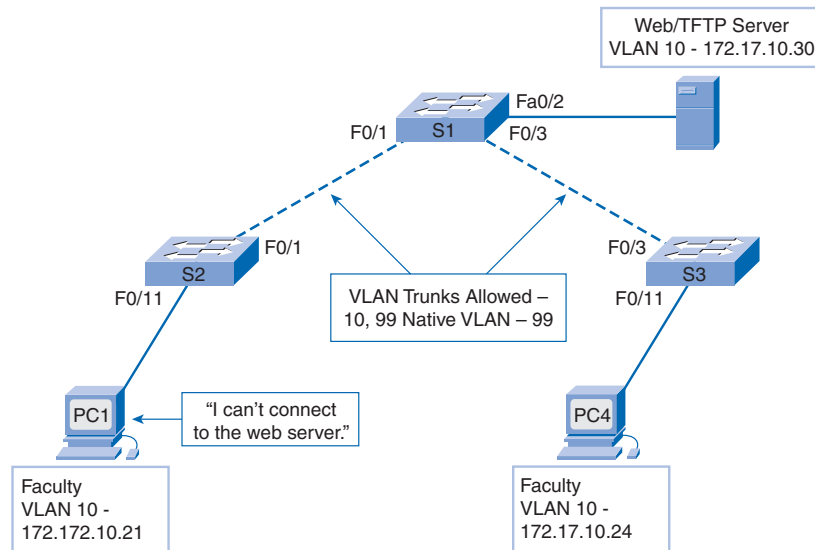 Web/TFTP Server
VLAN 10 - 172.17.10.30
Fa0/2
F0/1
S1
F0/3
F0/1
S2
F0/11
F0/3
S3
F0/11
VLAN Trunks Allowed –
10, 99 Native VLAN – 99
PC1
“I can’t connect
to the web server.”
PC4
Faculty
VLAN 10 -
172.172.10.21
Faculty
VLAN 10 -
172.17.10.24